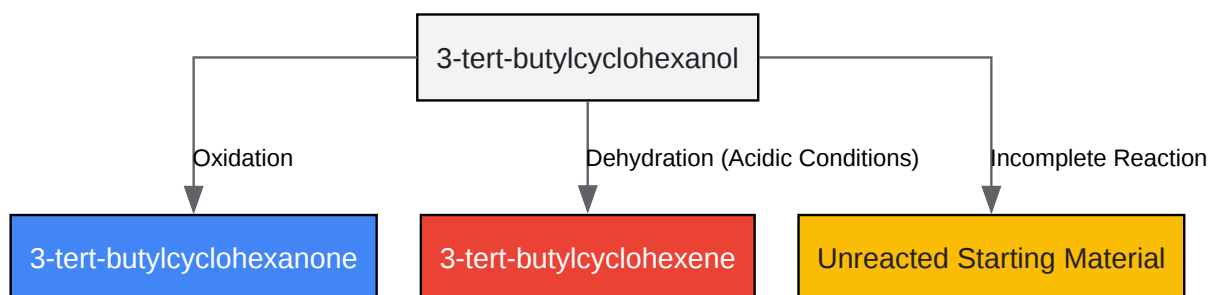 3-tert-butylcyclohexanol
Oxidation
Dehydration (Acidic Conditions)
Incomplete Reaction
3-tert-butylcyclohexanone
3-tert-butylcyclohexene
Unreacted Starting Material